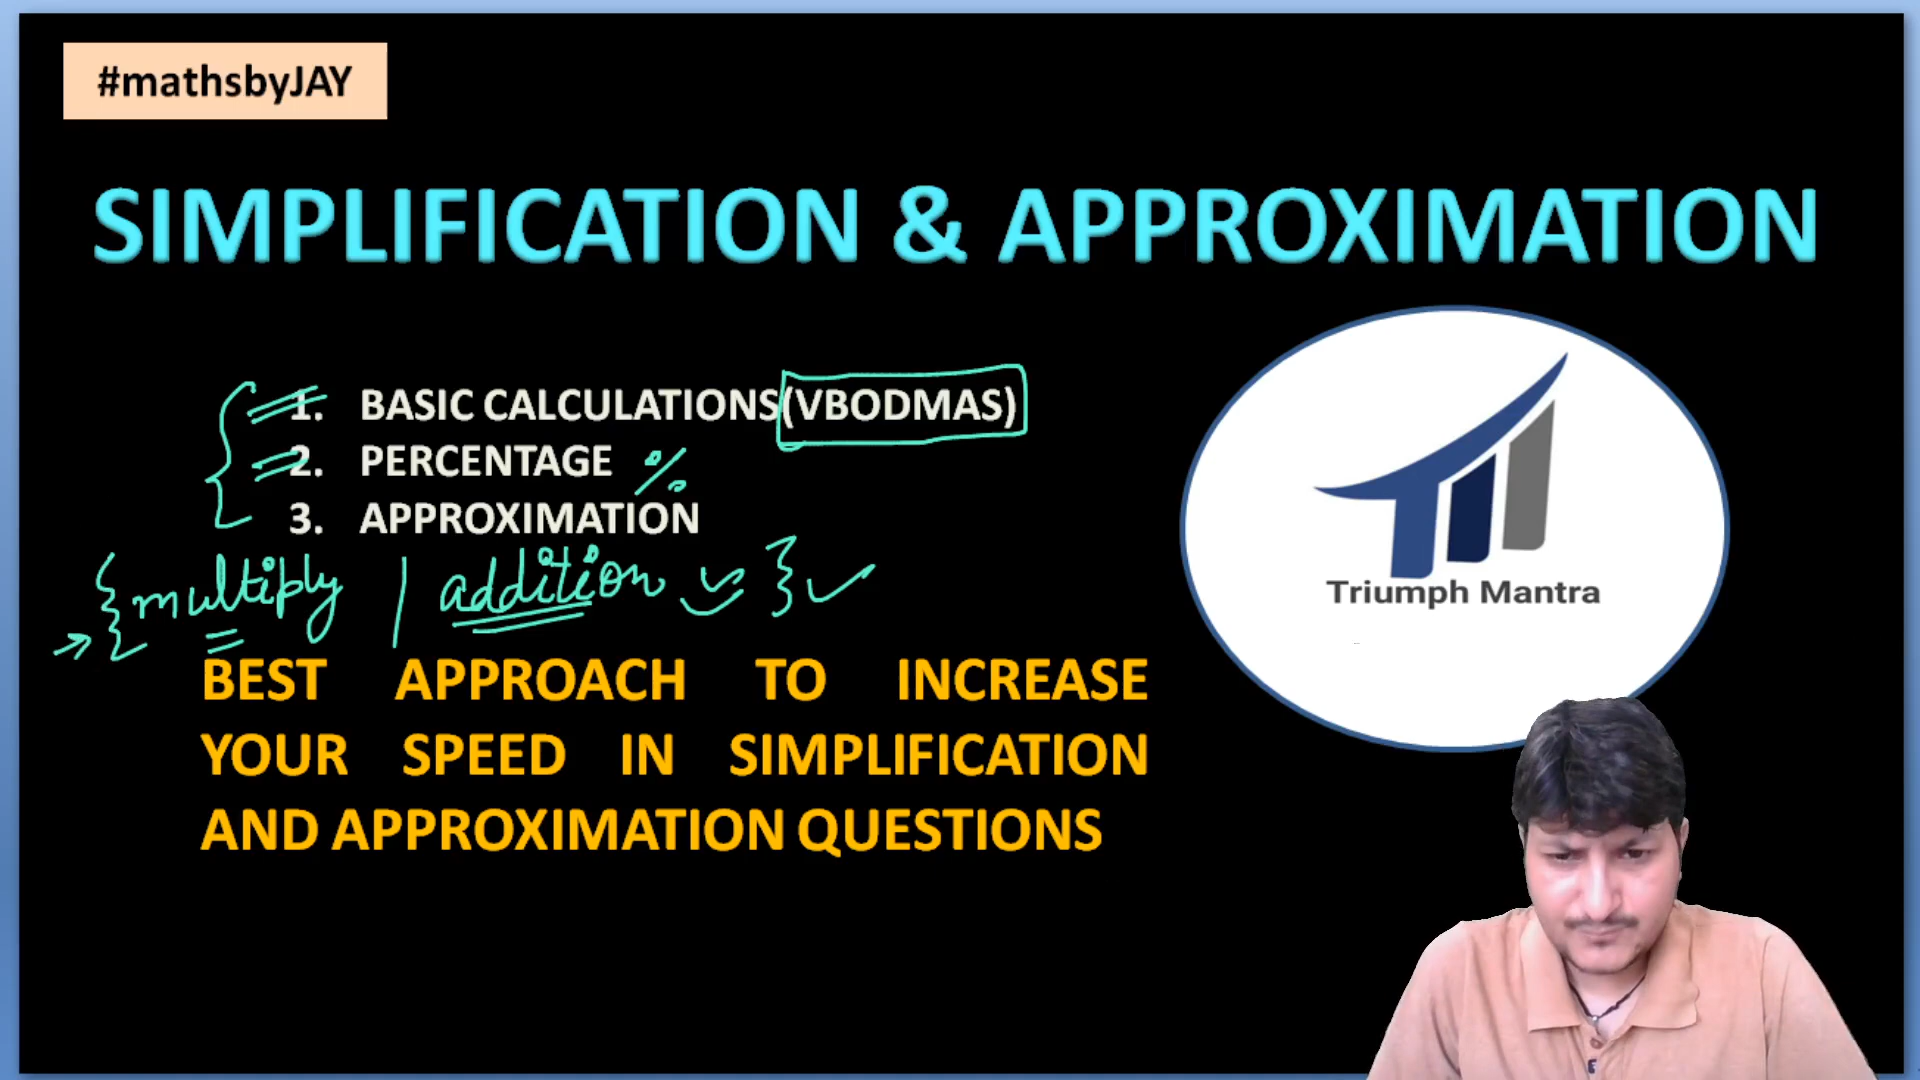 #mathsbyJAY
SIMPLIFICATION & APPROXIMATION
1. BASIC CALCULATIONS(VBODMAS)
2. PERCENTAGE %
3. APPROXIMATION
{multiply | addition }
Triumph Mantra
BEST APPROACH TO INCREASE
YOUR SPEED IN SIMPLIFICATION
AND APPROXIMATION QUESTIONS